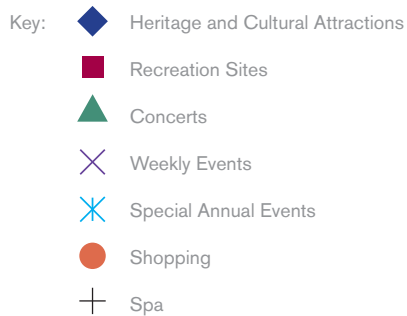 Key: Heritage and Cultural Attractions
Recreation Sites
Concerts
Weekly Events
Special Annual Events
Shopping
Spa